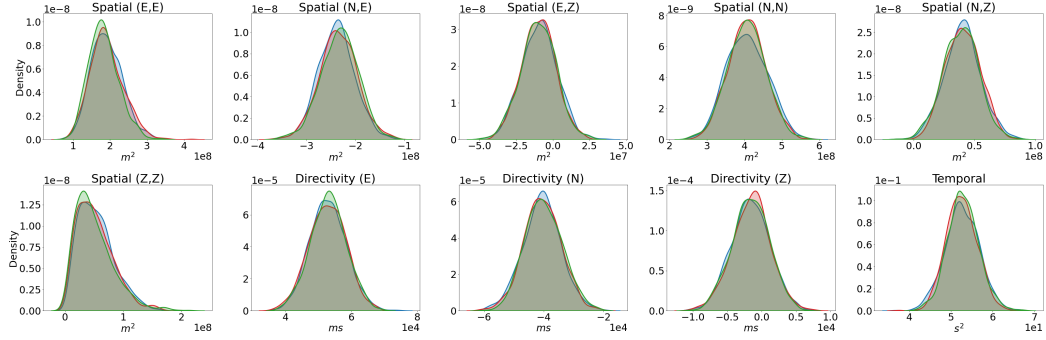 Spatial (E,E) Spatial (N,E) Spatial (E,Z) Spatial (N,N) Spatial (N,Z)
1e−8 1e−8 1e−8 1e−9 1e−8
Density
1.0 0.8 0.6 0.4 0.2 0.0
1.0 0.8 0.6 0.4 0.2 0.0
3 2 1 0
8 6 4 2 0
2.5 2.0 1.5 1.0 0.5 0.0
1 2 3 4 −4 −3 −2 −1 −5.0 −2.5 0.0 2.5 5.0 2 3 4 5 6 0.0 0.5 1.0
m² 1e8 m² 1e8 m² 1e7 m² 1e8 m² 1e8
Spatial (Z,Z) Directivity (E) Directivity (N) Directivity (Z) Temporal
1e−8 1e−5 1e−5 1e−4 1e−1
Density
1.25 1.00 0.75 0.50 0.25 0.00
6 4 2 0
6 4 2 0
1.5 1.0 0.5 0.0
1.0 0.8 0.6 0.4 0.2 0.0
0 1 2 4 6 8 −6 −4 −2 −1.0 −0.5 0.0 0.5 1.0 4 6 8
m² 1e8 ms 1e4 ms 1e4 ms 1e4 s² 1e1